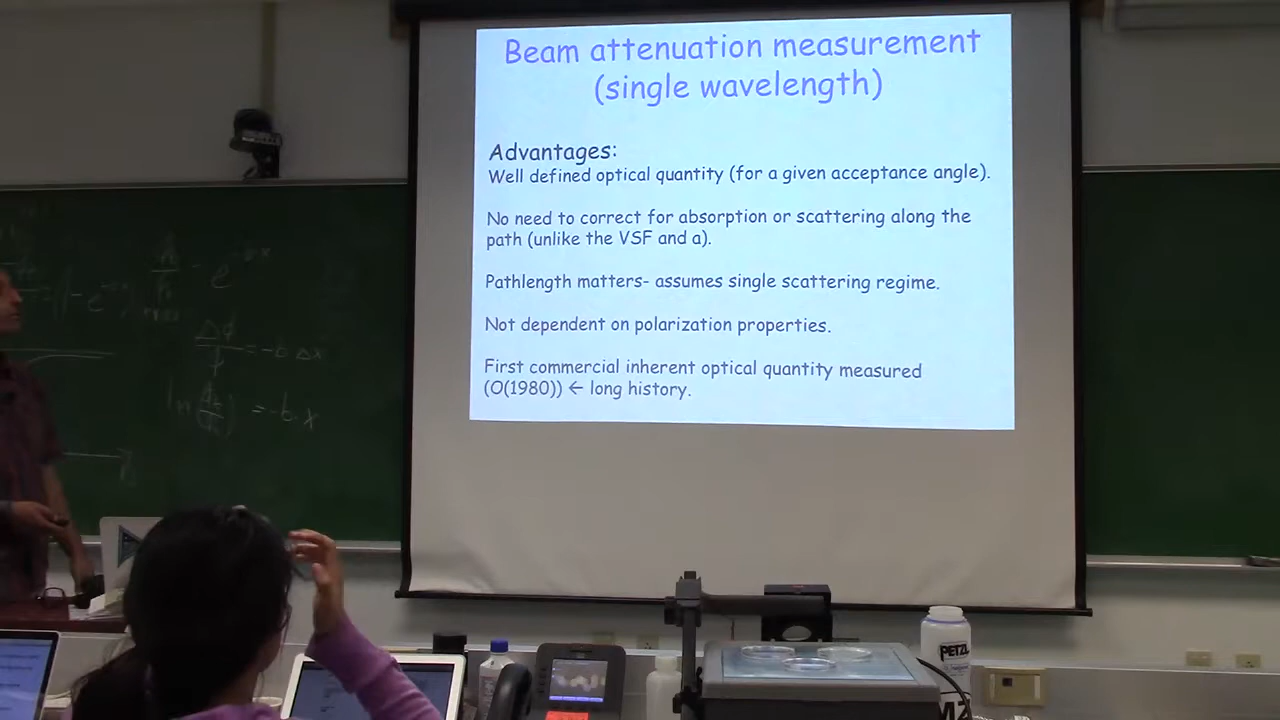 Beam attenuation measurement
(single wavelength)
Advantages:
Well defined optical quantity (for a given acceptance angle).
No need to correct for absorption or scattering along the
path (unlike the VSF and a).
Pathlength matters- assumes single scattering regime.
Not dependent on polarization properties.
First commercial inherent optical quantity measured
(O(1980)) ← long history.
PETZL